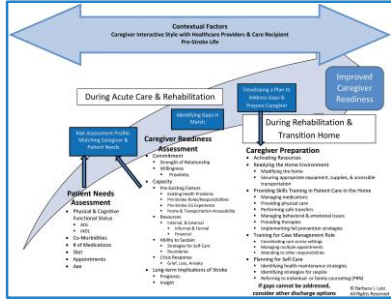 Contextual Factors
Caregiver Interactive Style with Healthcare Providers & Care Recipient
Pre-Stroke Life
Improved
Caregiver
Readiness
Developing a Plan to
Address Gaps &
Prepare Caregiver
During Acute Care & Rehabilitation
Identifying Gaps in
Match
During Rehabilitation &
Transition Home
Risk Assessment Profile
Matching Caregiver &
Patient Needs
Caregiver Readiness
Assessment
• Commitment
• Strength of Relationship
• Willingness
• Proximity
• Capacity
• Pre-Existing Factors
• Existing Health Problems
• Pre-Stroke Roles/Responsibilities
• Pre-Stroke CG Experience
• Home & Transportation Accessibility
• Resources
• Internal & External
• Informal & Formal
• Financial
• Ability to Sustain
• Strategies for Self-Care
• Boundaries
• Crisis Response
• Grief, Loss, Anxiety
• Long-term Implications of Stroke
• Prognosis
• Insight
Patient Needs
Assessment
• Physical & Cognitive
Functional Status
• ADL
• IADL
• Co-Morbidities
• # of Medications
• Diet
• Appointments
• Age
Caregiver Preparation
• Activating Resources
• Readying the Home Environment
• Modifying the home
• Securing appropriate equipment, supplies, & accessible
transportation
• Providing Skills Training in Patient Care in the Home
• Managing medications
• Providing physical care
• Performing safe transfers
• Managing behavioral & emotional issues
• Providing therapies
• Implementing fall prevention strategies
• Training for Case Management Role
• Coordinating care across settings
• Managing multiple appointments
• Attending to other responsibilities
• Planning for Self-Care
• Identifying health-maintenance strategies
• Identifying strategies for respite
• Referring to individual or family counseling (PRN)
If gaps cannot be addressed,
consider other discharge options
© Barbara J. Lutz
All Rights Reserved